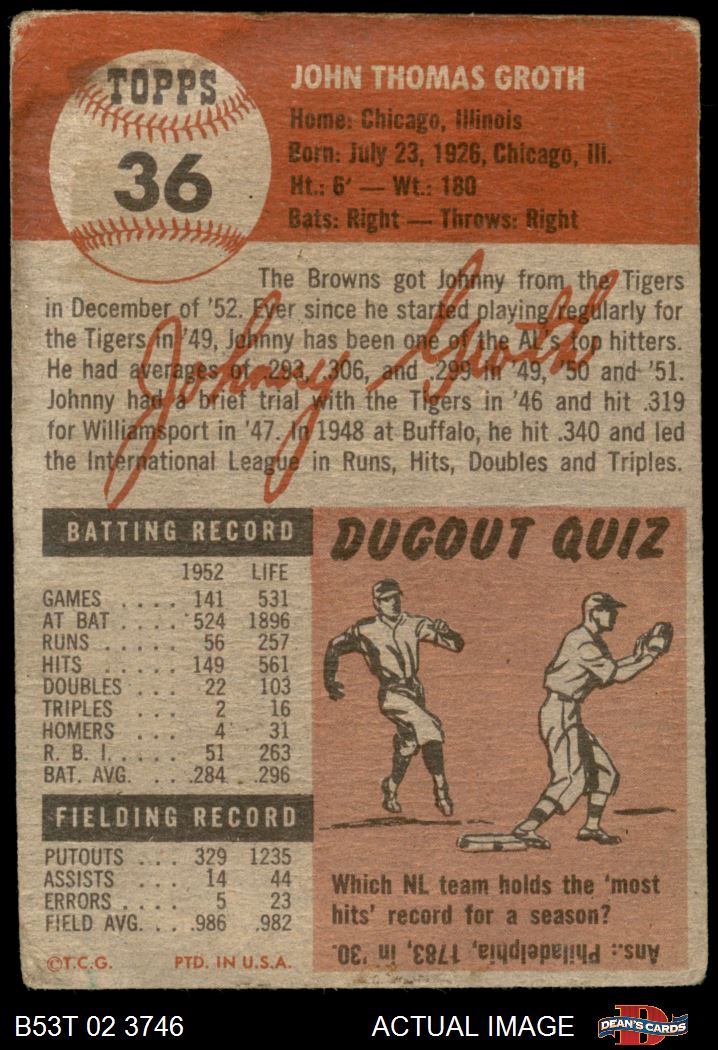 TOPPS
36
JOHN THOMAS GROTH
Home: Chicago, Illinois
Born: July 23, 1926, Chicago, Ill.
Ht.: 6' — Wt.: 180
Bats: Right — Throws: Right
The Browns got Johnny from the Tigers
in December of '52. Ever since he started playing regularly for
the Tigers in '49, Johnny has been one of the AL's top hitters.
He had averages of .293, .306, and .299 in '49, '50 and '51.
Johnny had a brief trial with the Tigers in '46 and hit .319
for Williamsport in '47. In 1948 at Buffalo, he hit .340 and led
the International League in Runs, Hits, Doubles and Triples.
Johnny Groth
BATTING RECORD
1952 LIFE
GAMES .... 141 531
AT BAT .... 524 1896
RUNS ..... 56 257
HITS ..... 149 561
DOUBLES ... 22 103
TRIPLES ... 2 16
HOMERS ... 4 31
R. B. I. .... 51 263
BAT. AVG. ... .284 .296
FIELDING RECORD
PUTOUTS ... 329 1235
ASSISTS ... 14 44
ERRORS .... 5 23
FIELD AVG. .. .986 .982
©T.C.G. PTD. IN U.S.A.
DUGOUT QUIZ
Which NL team holds the 'most
hits' record for a season?
Ans.: Philadelphia, 1783, in '30.
B53T 02 3746
ACTUAL IMAGE
D
DEAN'S CARDS